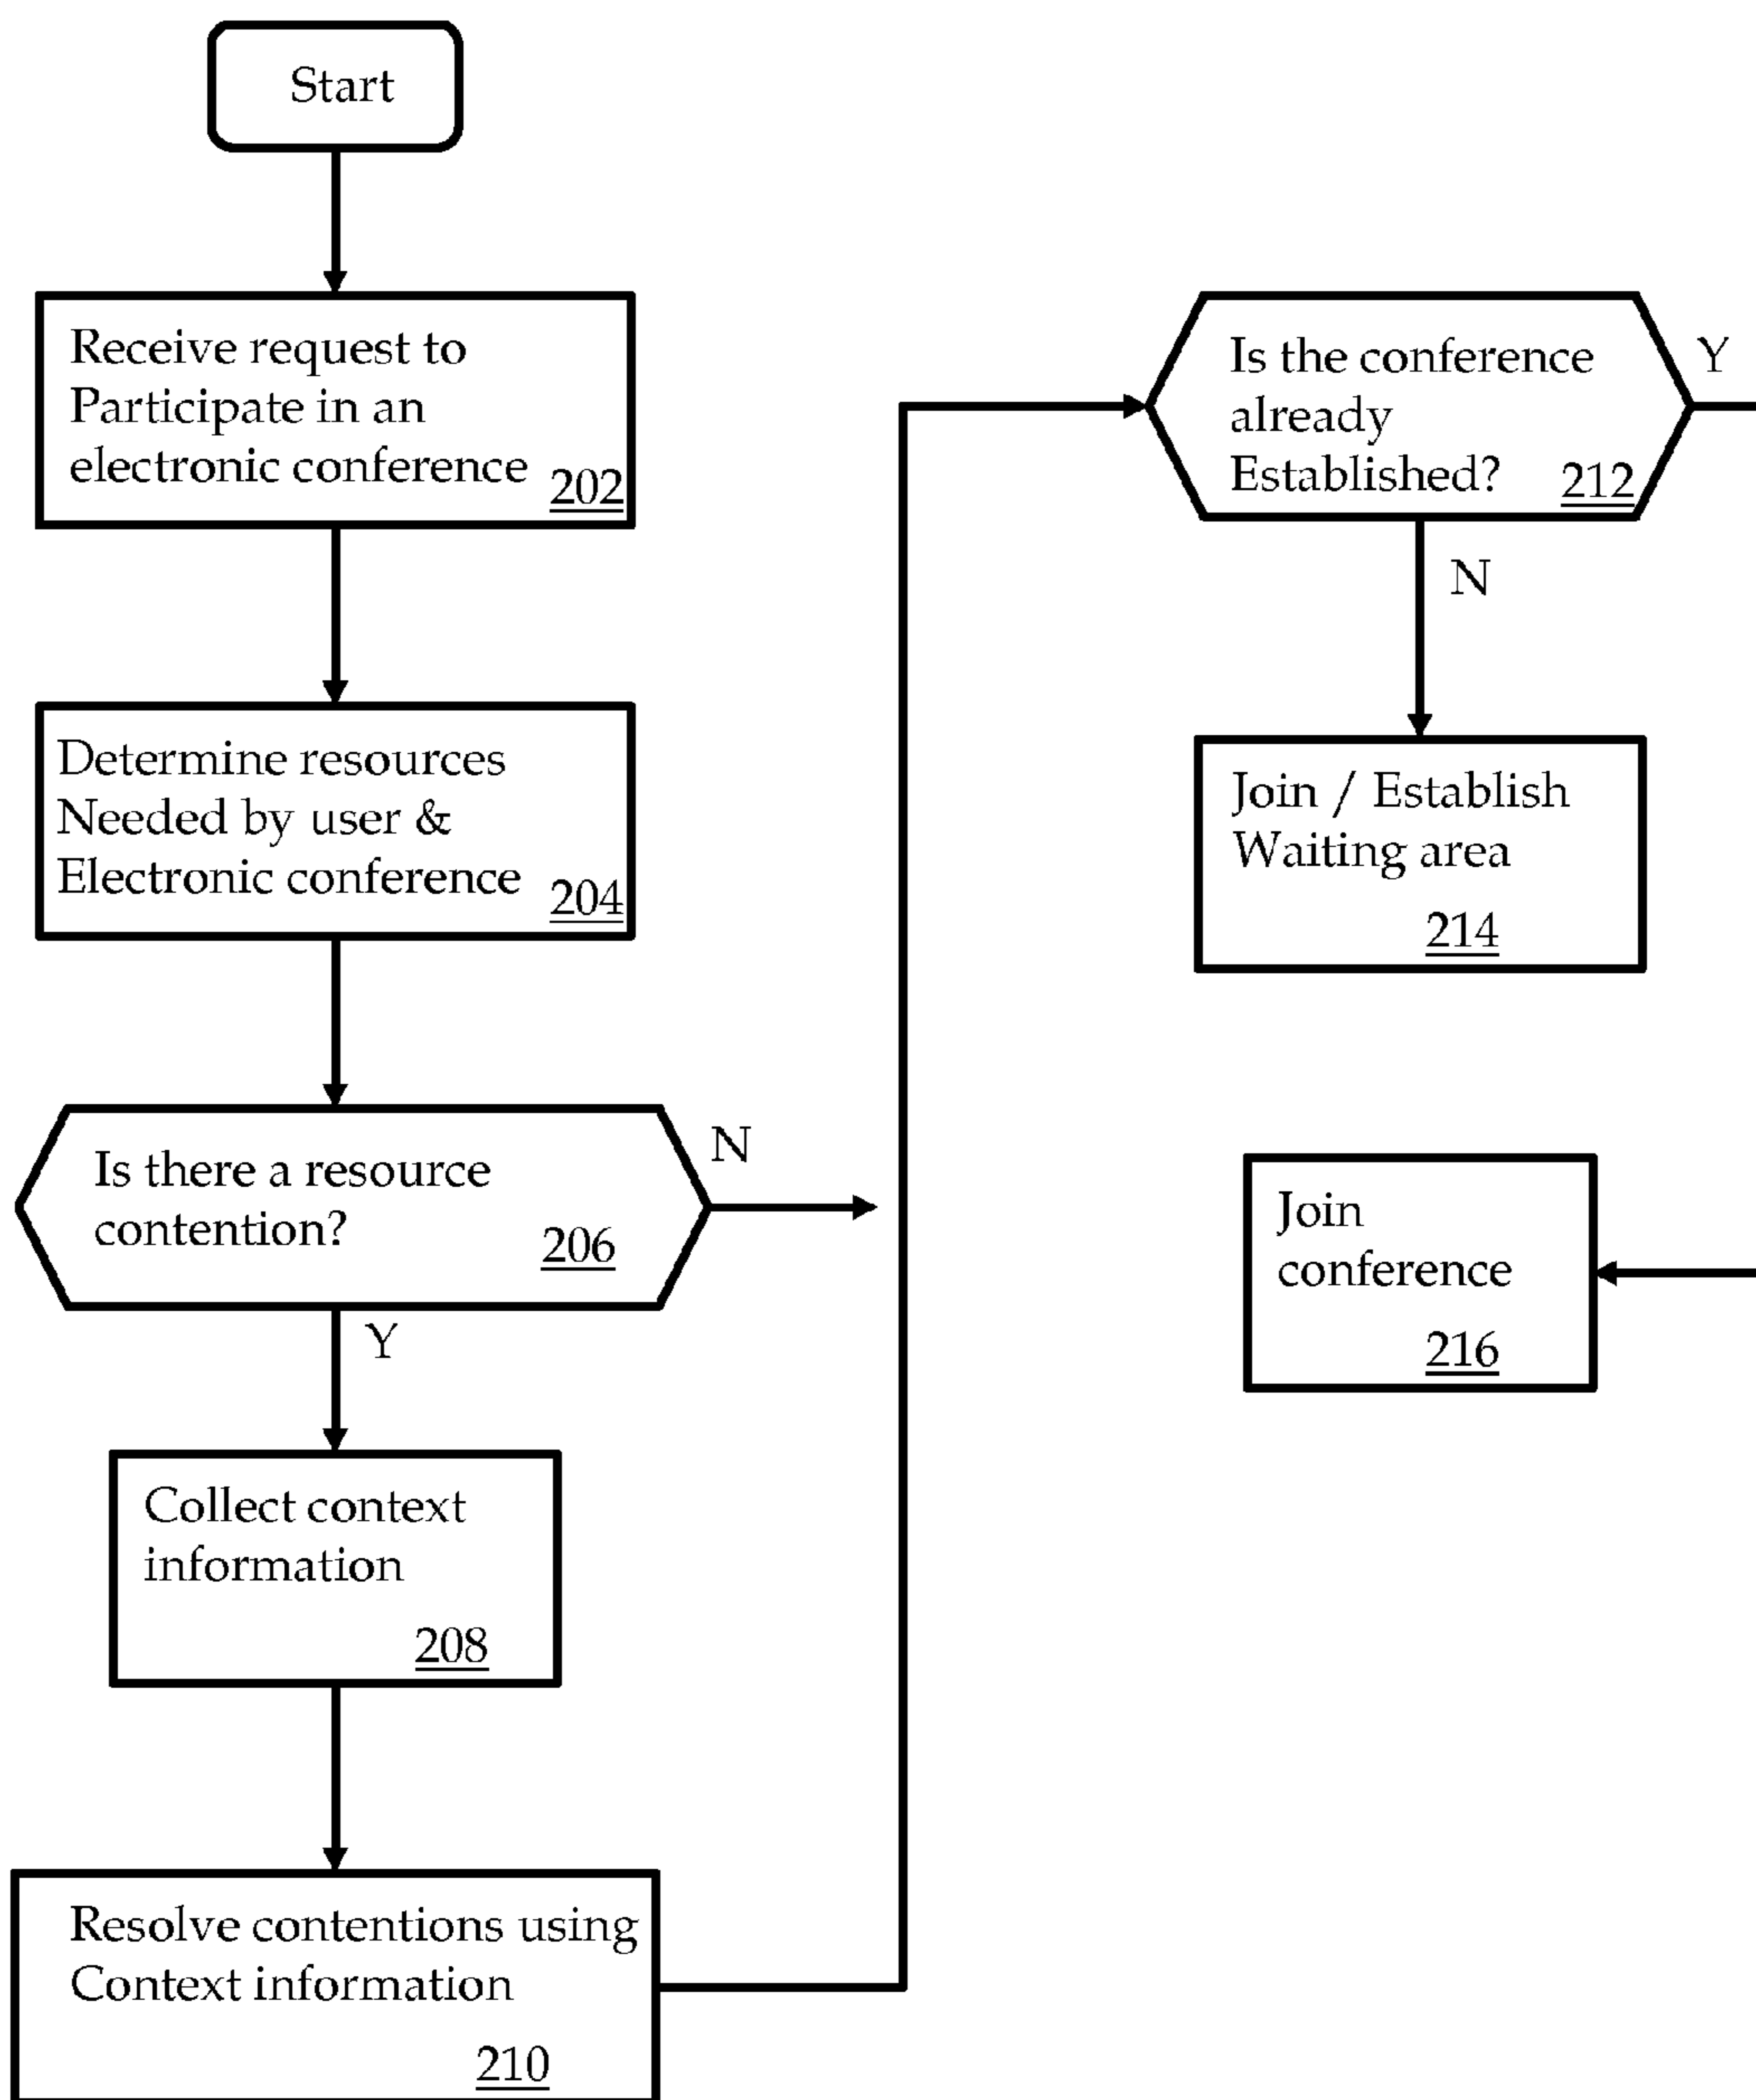 Start
Receive request to
Participate in an
electronic conference
202
Determine resources
Needed by user &
Electronic conference
204
Is there a resource
contention?
206
N
Y
Collect context
information
208
Resolve contentions using
Context information
210
Is the conference
already
Established?
212
Y
N
Join / Establish
Waiting area
214
Join
conference
216